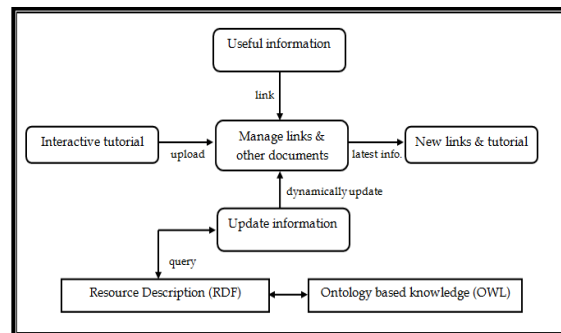 Useful information
link
Interactive tutorial
upload
Manage links &
other documents
latest info.
New links & tutorial
dynamically update
Update information
query
Resource Description (RDF)
Ontology based knowledge (OWL)